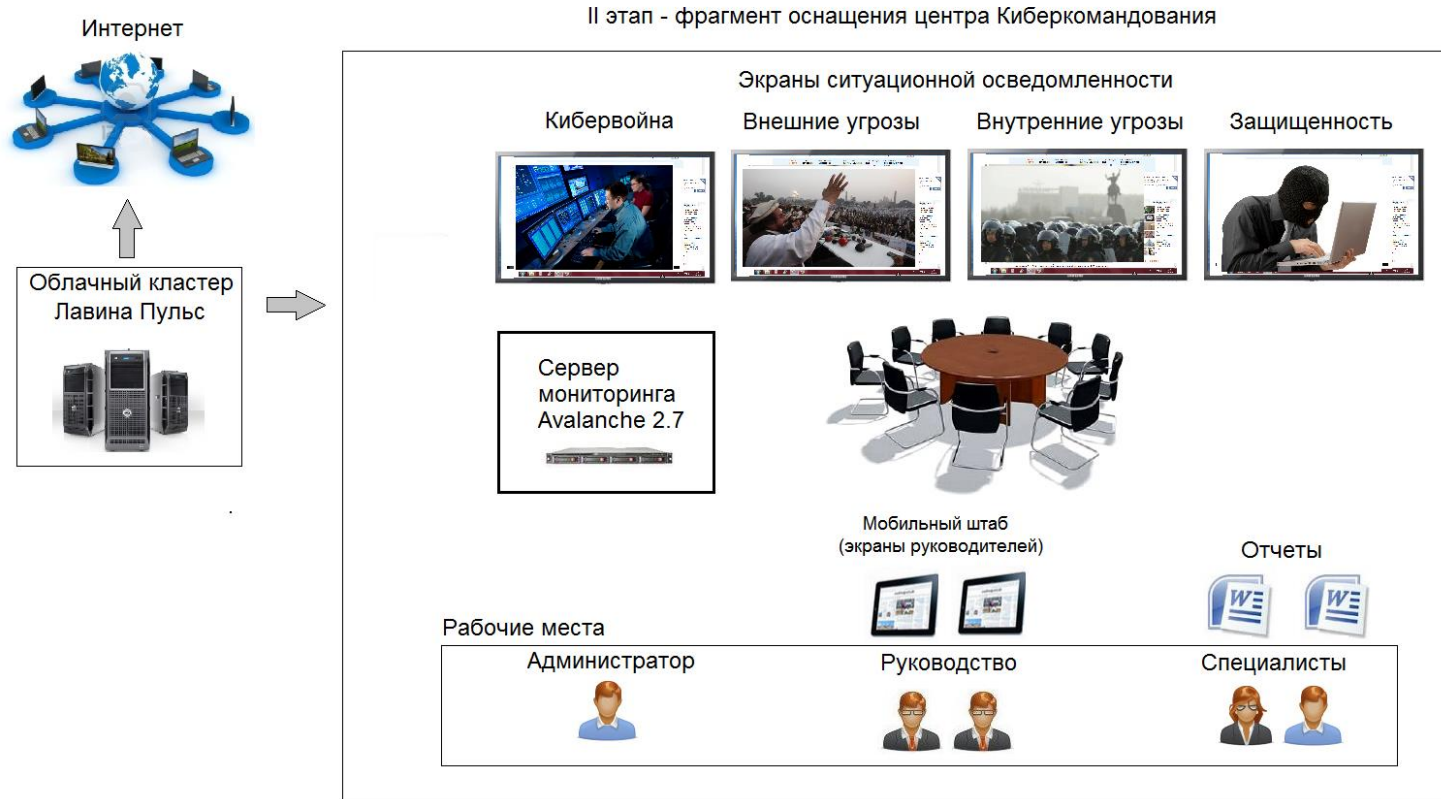 II этап - фрагмент оснащения центра Киберкомандования
Интернет
Экраны ситуационной осведомленности
Кибервойна
Внешние угрозы
Внутренние угрозы
Защищенность
Облачный кластер
Лавина Пульс
Сервер
мониторинга
Avalanche 2.7
Мобильный штаб
(экраны руководителей)
Отчеты
Рабочие места
Администратор
Руководство
Специалисты